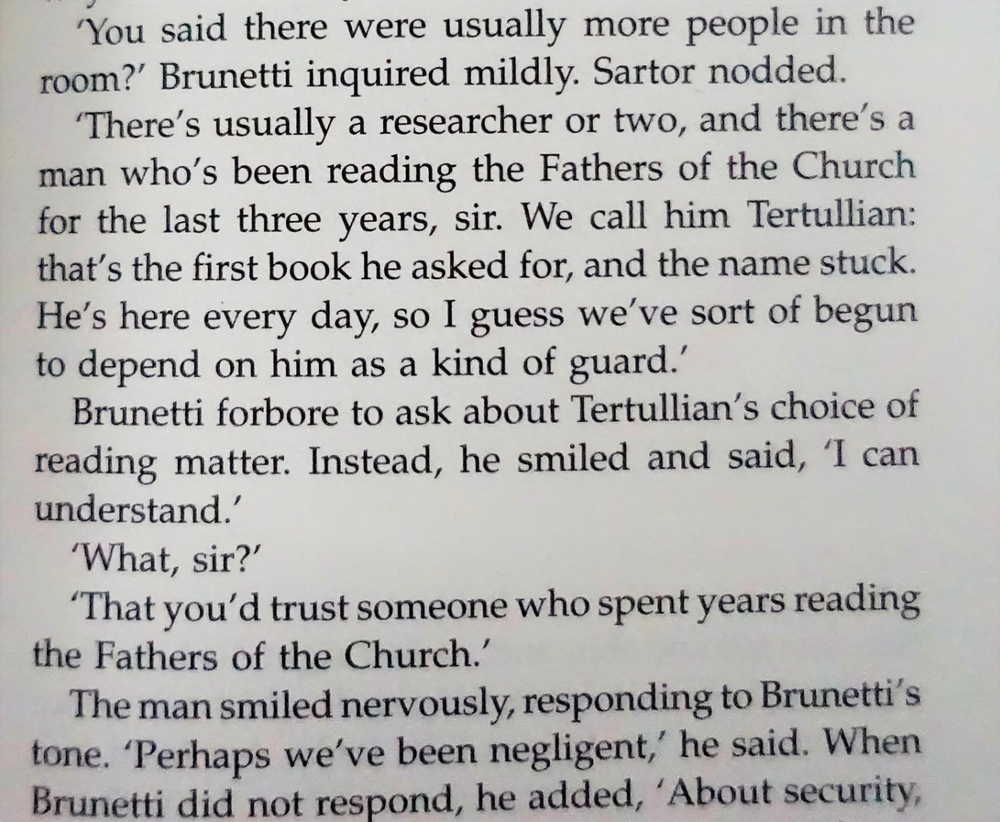 ‘You said there were usually more people in the
room?’ Brunetti inquired mildly. Sartor nodded.
‘There’s usually a researcher or two, and there’s a
man who’s been reading the Fathers of the Church
for the last three years, sir. We call him Tertullian:
that’s the first book he asked for, and the name stuck.
He’s here every day, so I guess we’ve sort of begun
to depend on him as a kind of guard.’
Brunetti forbore to ask about Tertullian’s choice of
reading matter. Instead, he smiled and said, ‘I can
understand.’
‘What, sir?’
‘That you’d trust someone who spent years reading
the Fathers of the Church.’
The man smiled nervously, responding to Brunetti’s
tone. ‘Perhaps we’ve been negligent,’ he said. When
Brunetti did not respond, he added, ‘About security,